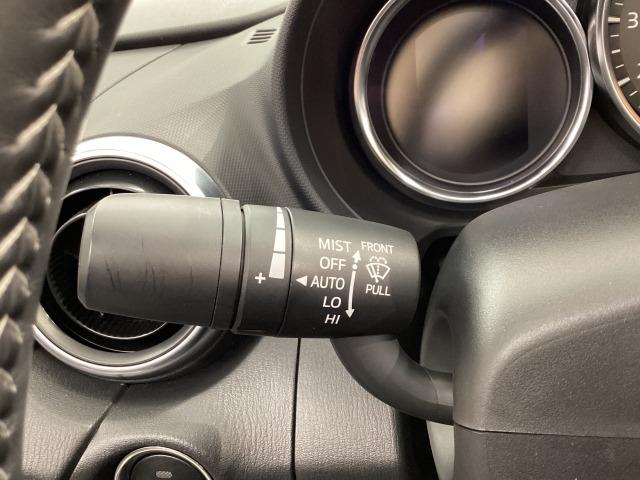 MIST FRONT
OFF
◄ AUTO
PULL
LO
HI
+
3